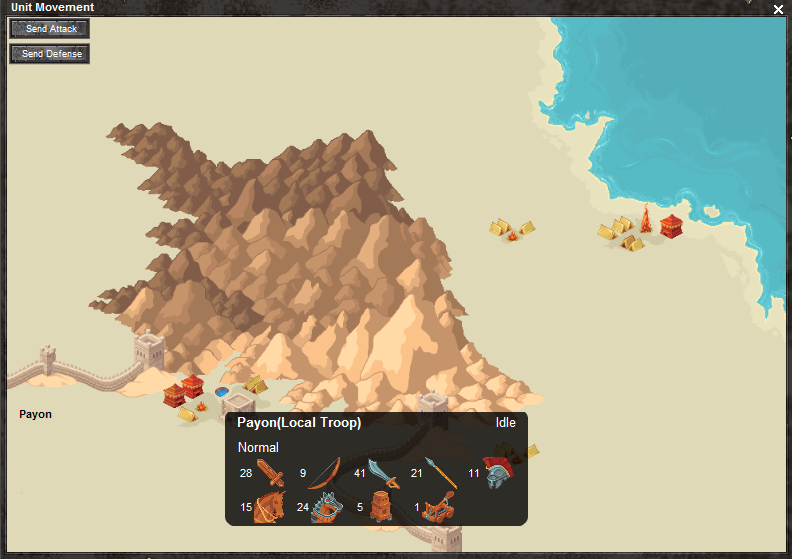 Unit Movement
Send Attack
Send Defense
Payon
Payon(Local Troop) Idle
Normal
28 9 41 21 11
15 24 5 1